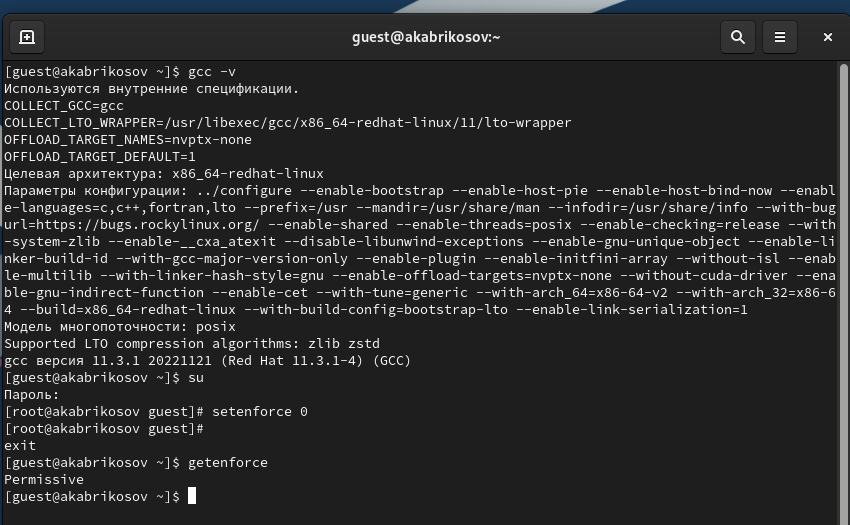 guest@akabrikosov:~
[guest@akabrikosov ~]$ gcc -v
Используются внутренние спецификации.
COLLECT_GCC=gcc
COLLECT_LTO_WRAPPER=/usr/libexec/gcc/x86_64-redhat-linux/11/lto-wrapper
OFFLOAD_TARGET_NAMES=nvptx-none
OFFLOAD_TARGET_DEFAULT=1
Целевая архитектура: x86_64-redhat-linux
Параметры конфигурации: ../configure --enable-bootstrap --enable-host-pie --enable-host-bind-now --enabl
e-languages=c,c++,fortran,lto --prefix=/usr --mandir=/usr/share/man --infodir=/usr/share/info --with-bug
url=https://bugs.rockylinux.org/ --enable-shared --enable-threads=posix --enable-checking=release --with
-system-zlib --enable-__cxa_atexit --disable-libunwind-exceptions --enable-gnu-unique-object --enable-li
nker-build-id --with-gcc-major-version-only --enable-plugin --enable-initfini-array --without-isl --enab
le-multilib --with-linker-hash-style=gnu --enable-offload-targets=nvptx-none --without-cuda-driver --ena
ble-gnu-indirect-function --enable-cet --with-tune=generic --with-arch_64=x86-64-v2 --with-arch_32=x86-6
4 --build=x86_64-redhat-linux --with-build-config=bootstrap-lto --enable-link-serialization=1
Модель многопоточности: posix
Supported LTO compression algorithms: zlib zstd
gcc версия 11.3.1 20221121 (Red Hat 11.3.1-4) (GCC)
[guest@akabrikosov ~]$ su
Пароль:
[root@akabrikosov guest]# setenforce 0
[root@akabrikosov guest]#
exit
[guest@akabrikosov ~]$ getenforce
Permissive
[guest@akabrikosov ~]$